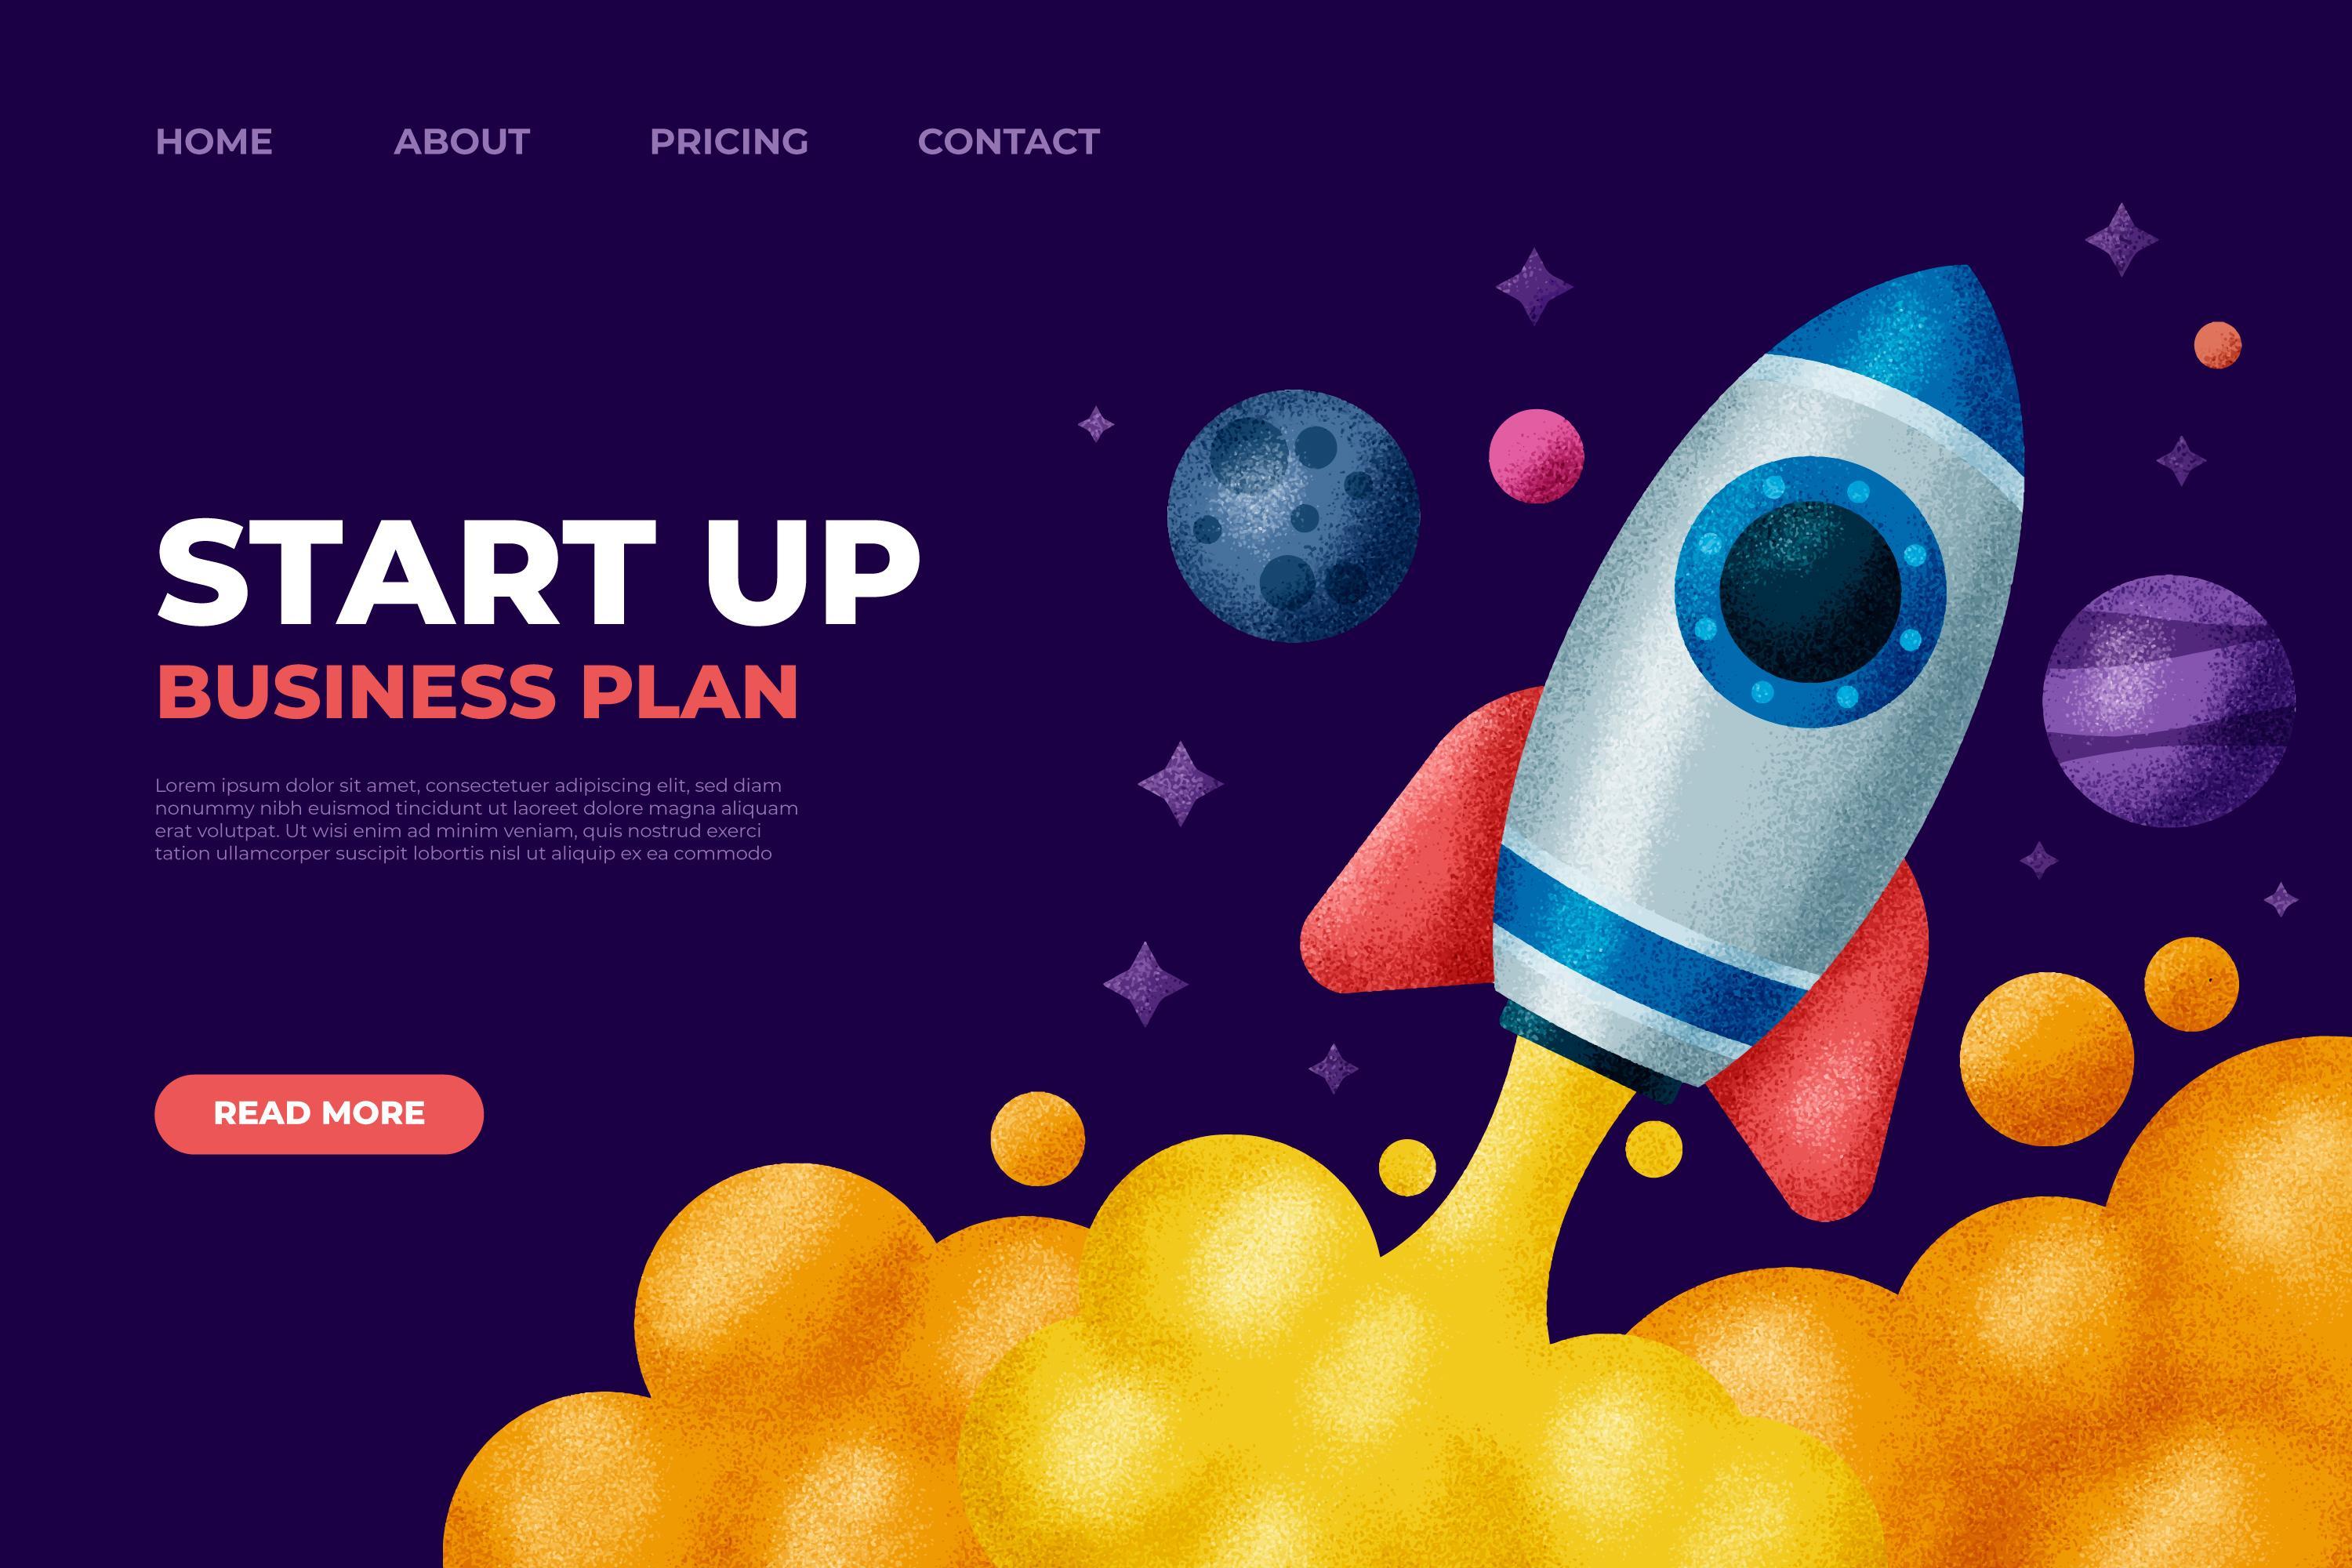 HOME ABOUT PRICING CONTACT
START UP
BUSINESS PLAN
Lorem ipsum dolor sit amet, consectetuer adipiscing elit, sed diam
nonummy nibh euismod tincidunt ut laoreet dolore magna aliquam
erat volutpat. Ut wisi enim ad minim veniam, quis nostrud exerci
tation ullamcorper suscipit lobortis nisl ut aliquip ex ea commodo
READ MORE